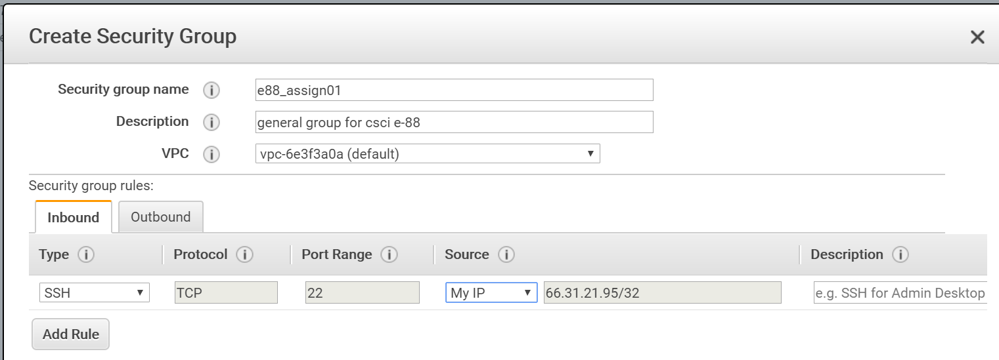 Create Security Group
Security group name e88_assign01
Description general group for csci e-88
VPC vpc-6e3f3a0a (default)
Security group rules:
Inbound Outbound
Type Protocol Port Range Source Description
SSH TCP 22 My IP 66.31.21.95/32 e.g. SSH for Admin Desktop
Add Rule